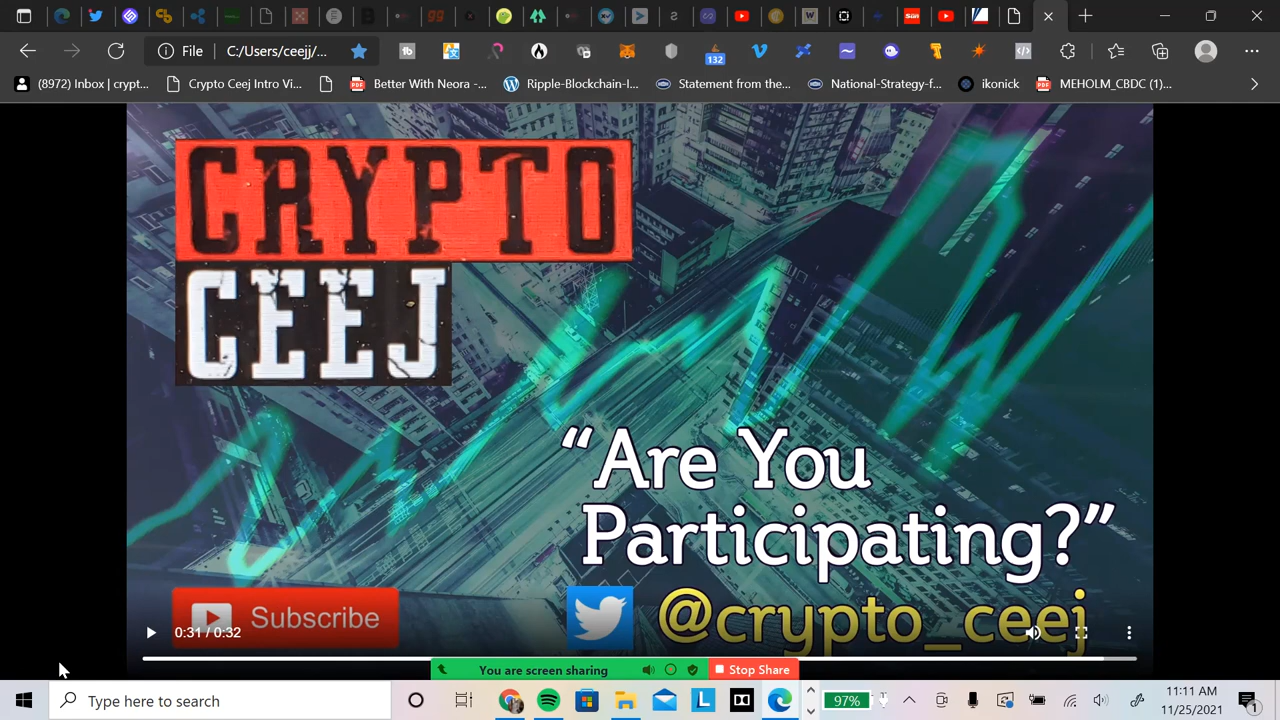 File
C:/Users/ceejj/...
132
(8972) Inbox | crypt...
Crypto Ceej Intro Vi...
Better With Neora -...
Ripple-Blockchain-I...
Statement from the...
National-Strategy-f...
ikonick
MEHOLM_CBDC (1)...
CRYPTO
CEEJ
"Are You
Participating?"
Subscribe
@crypto_ceej
0:31 / 0:32
You are screen sharing
Stop Share
Type here to search
97%
11:11 AM
11/25/2021